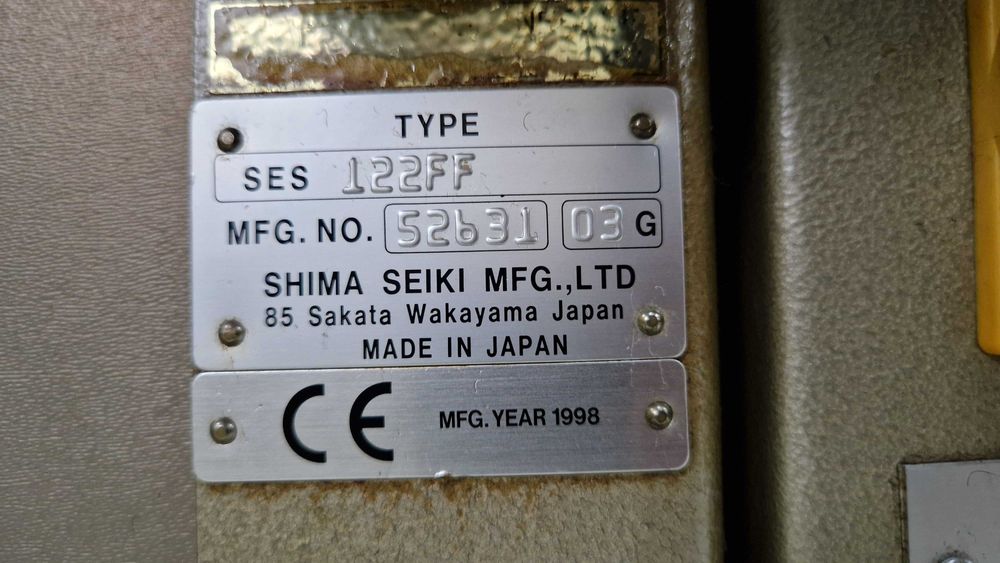 TYPE
SES 122FF
MFG. NO. 52631 03 G
SHIMA SEIKI MFG.,LTD
85 Sakata Wakayama Japan
MADE IN JAPAN
CE MFG. YEAR 1998